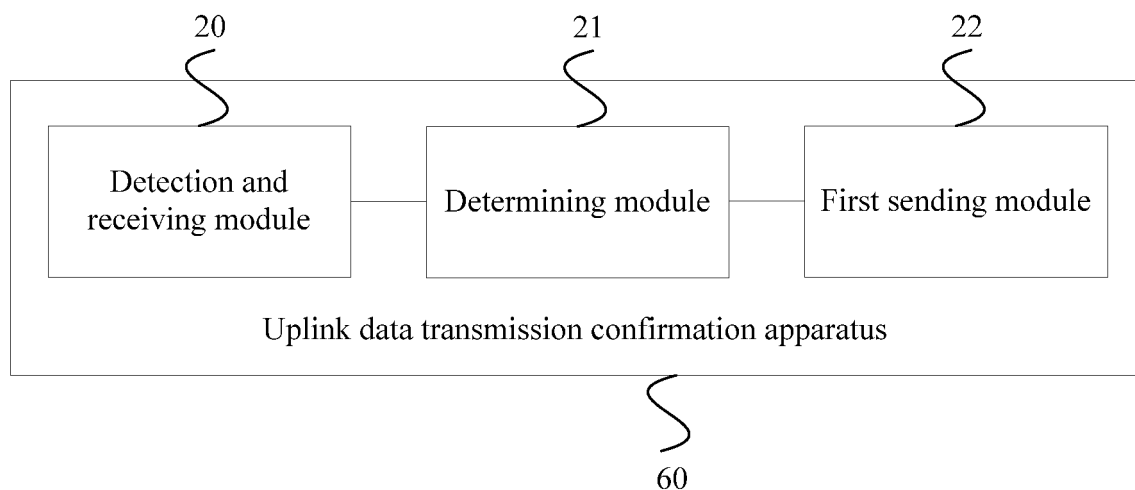 20
21
22
Detection and
receiving module
Determining module
First sending module
Uplink data transmission confirmation apparatus
60